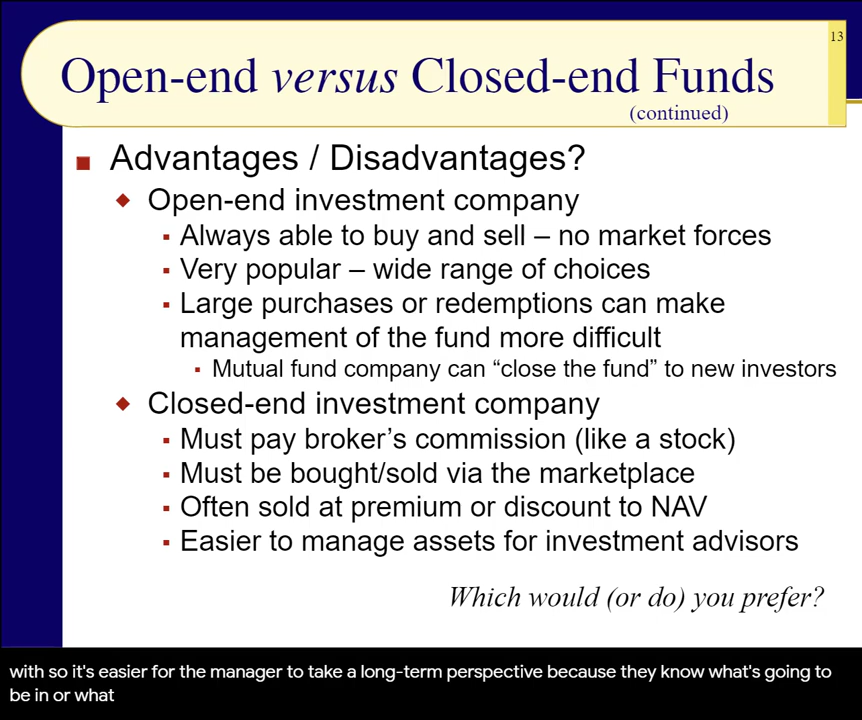 13
Open-end versus Closed-end Funds
(continued)
Advantages / Disadvantages?
Open-end investment company
Always able to buy and sell – no market forces
Very popular – wide range of choices
Large purchases or redemptions can make
management of the fund more difficult
Mutual fund company can “close the fund” to new investors
Closed-end investment company
Must pay broker’s commission (like a stock)
Must be bought/sold via the marketplace
Often sold at premium or discount to NAV
Easier to manage assets for investment advisors
Which would (or do) you prefer?
with so it's easier for the manager to take a long-term perspective because they know what's going to
be in or what